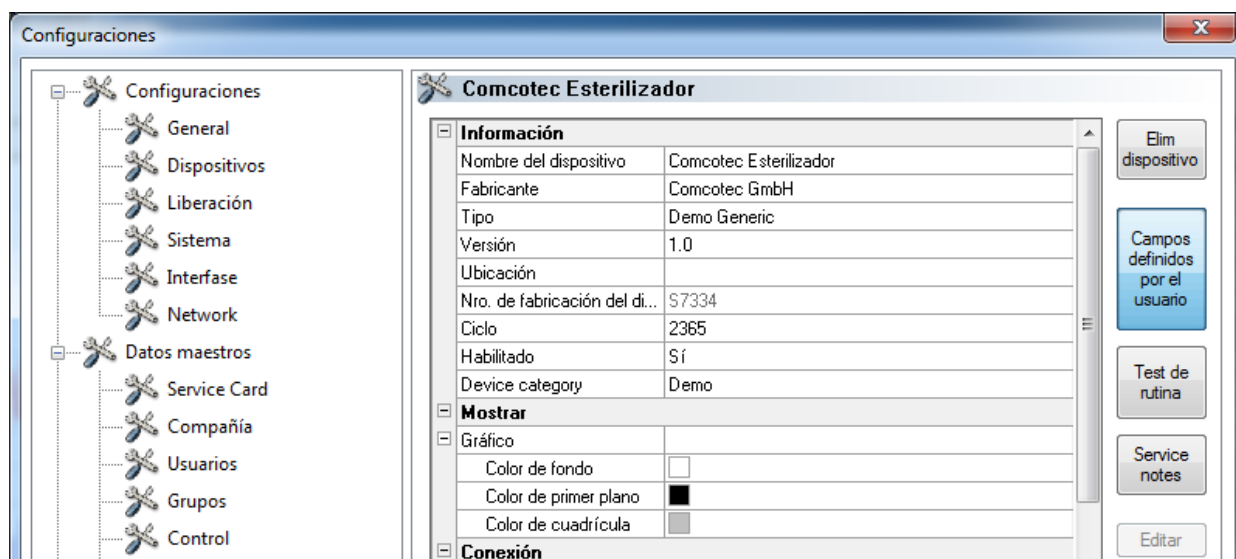 Configuraciones
Configuraciones
General
Dispositivos
Liberación
Sistema
Interfase
Network
Datos maestros
Service Card
Compañía
Usuarios
Grupos
Control
Comcotec Esterilizador
Información
Nombre del dispositivo Comcotec Esterilizador
Fabricante Comcotec GmbH
Tipo Demo Generic
Versión 1.0
Ubicación
Nro. de fabricación del di... S7334
Ciclo 2365
Habilitado Sí
Device category Demo
Mostrar
Gráfico
Color de fondo
Color de primer plano
Color de cuadrícula
Conexión
Elim
dispositivo
Campos
definidos
por el
usuario
Test de
rutina
Service
notes
Editar